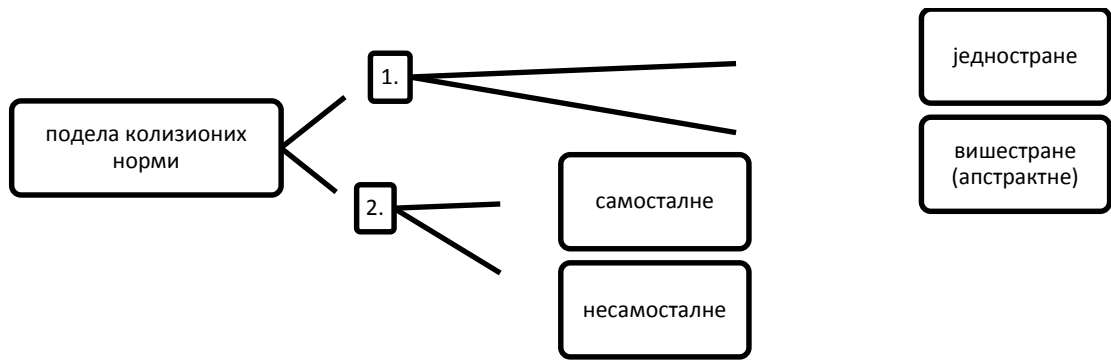 подела колизионих
норми
1.
једностране
вишестране
(апстрактне)
2.
самосталне
несамосталне